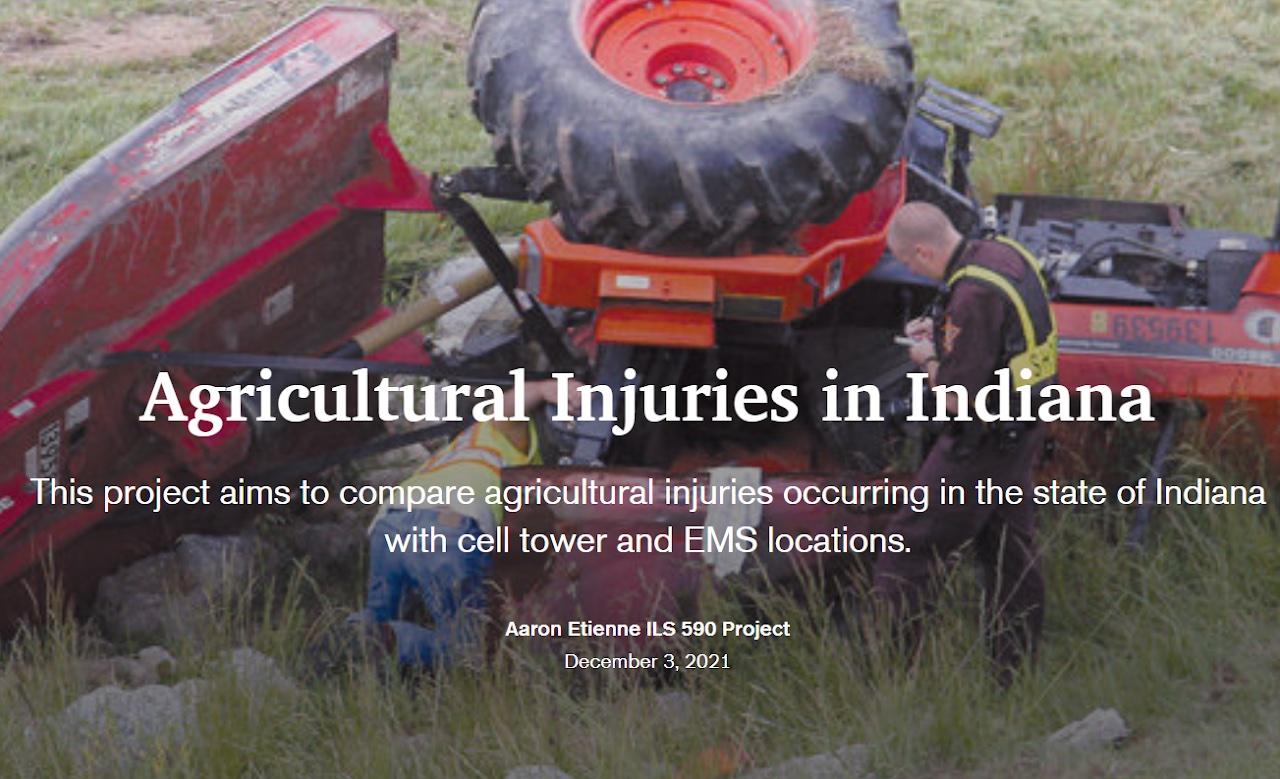 Agricultural Injuries in Indiana
This project aims to compare agricultural injuries occurring in the state of Indiana
with cell tower and EMS locations.
Aaron Etienne ILS 590 Project
December 3, 2021
139539